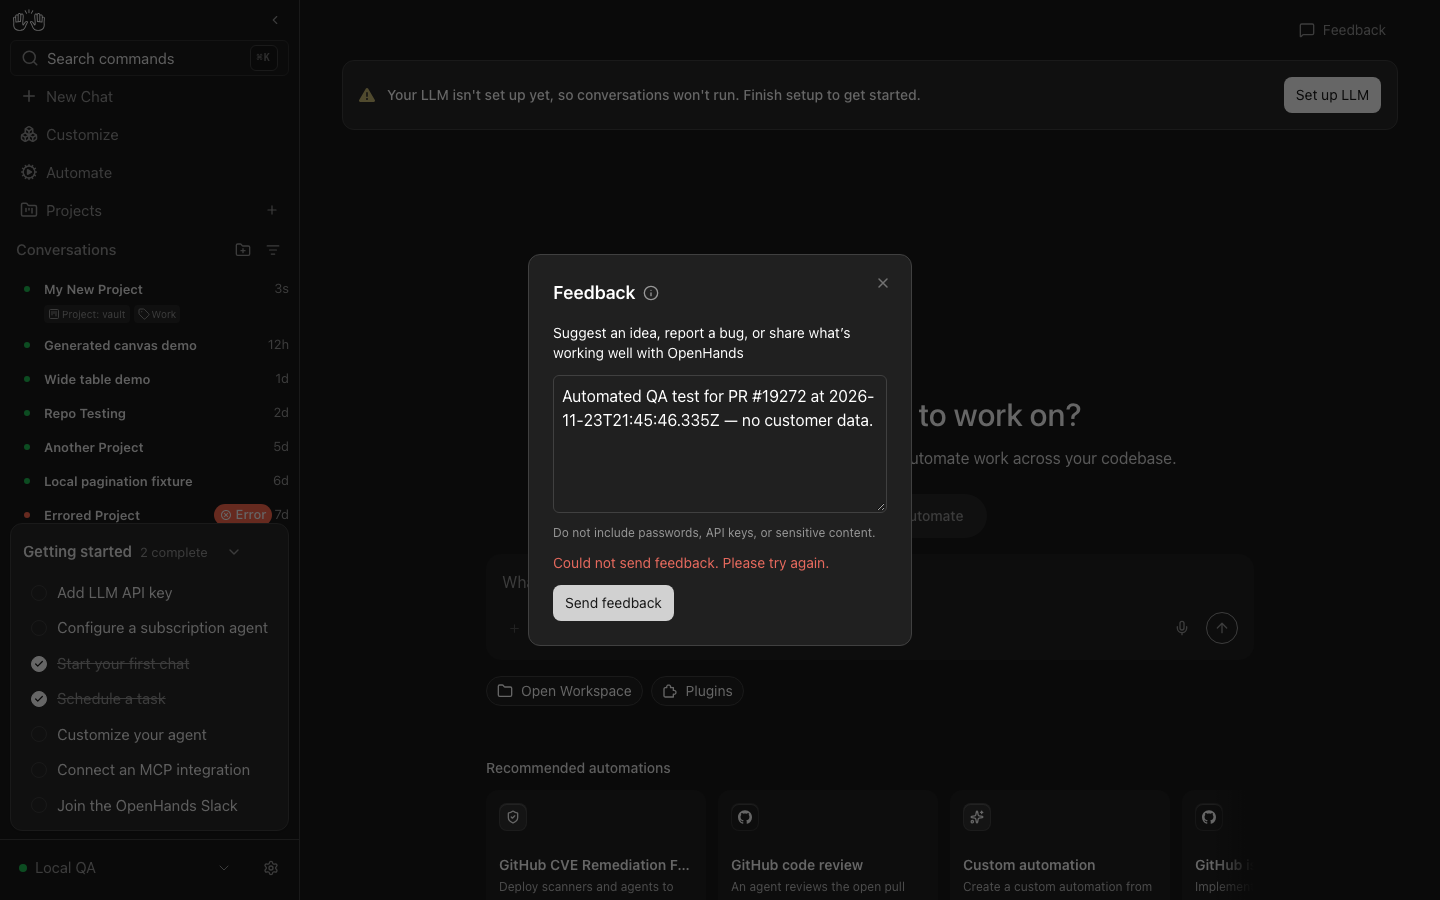 Search commands
⌘K
New Chat
Customize
Automate
Projects
Conversations
My New Project 3s
Project: vault Work
Generated canvas demo 12h
Wide table demo 1d
Repo Testing 2d
Another Project 5d
Local pagination fixture 6d
Errored Project Error 7d
Getting started 2 complete
Add LLM API key
Configure a subscription agent
Start your first chat
Schedule a task
Customize your agent
Connect an MCP integration
Join the OpenHands Slack
Local QA
Feedback
Your LLM isn't set up yet, so conversations won't run. Finish setup to get started.
Set up LLM
to work on?
utomate work across your codebase.
utomate
Feedback
Suggest an idea, report a bug, or share what’s
working well with OpenHands
Automated QA test for PR #19272 at 2026-
11-23T21:45:46.335Z — no customer data.
Do not include passwords, API keys, or sensitive content.
Could not send feedback. Please try again.
Send feedback
Wha
Open Workspace
Plugins
Recommended automations
GitHub CVE Remediation F...
Deploy scanners and agents to
GitHub code review
An agent reviews the open pull
Custom automation
Create a custom automation from
GitHub
Implemen